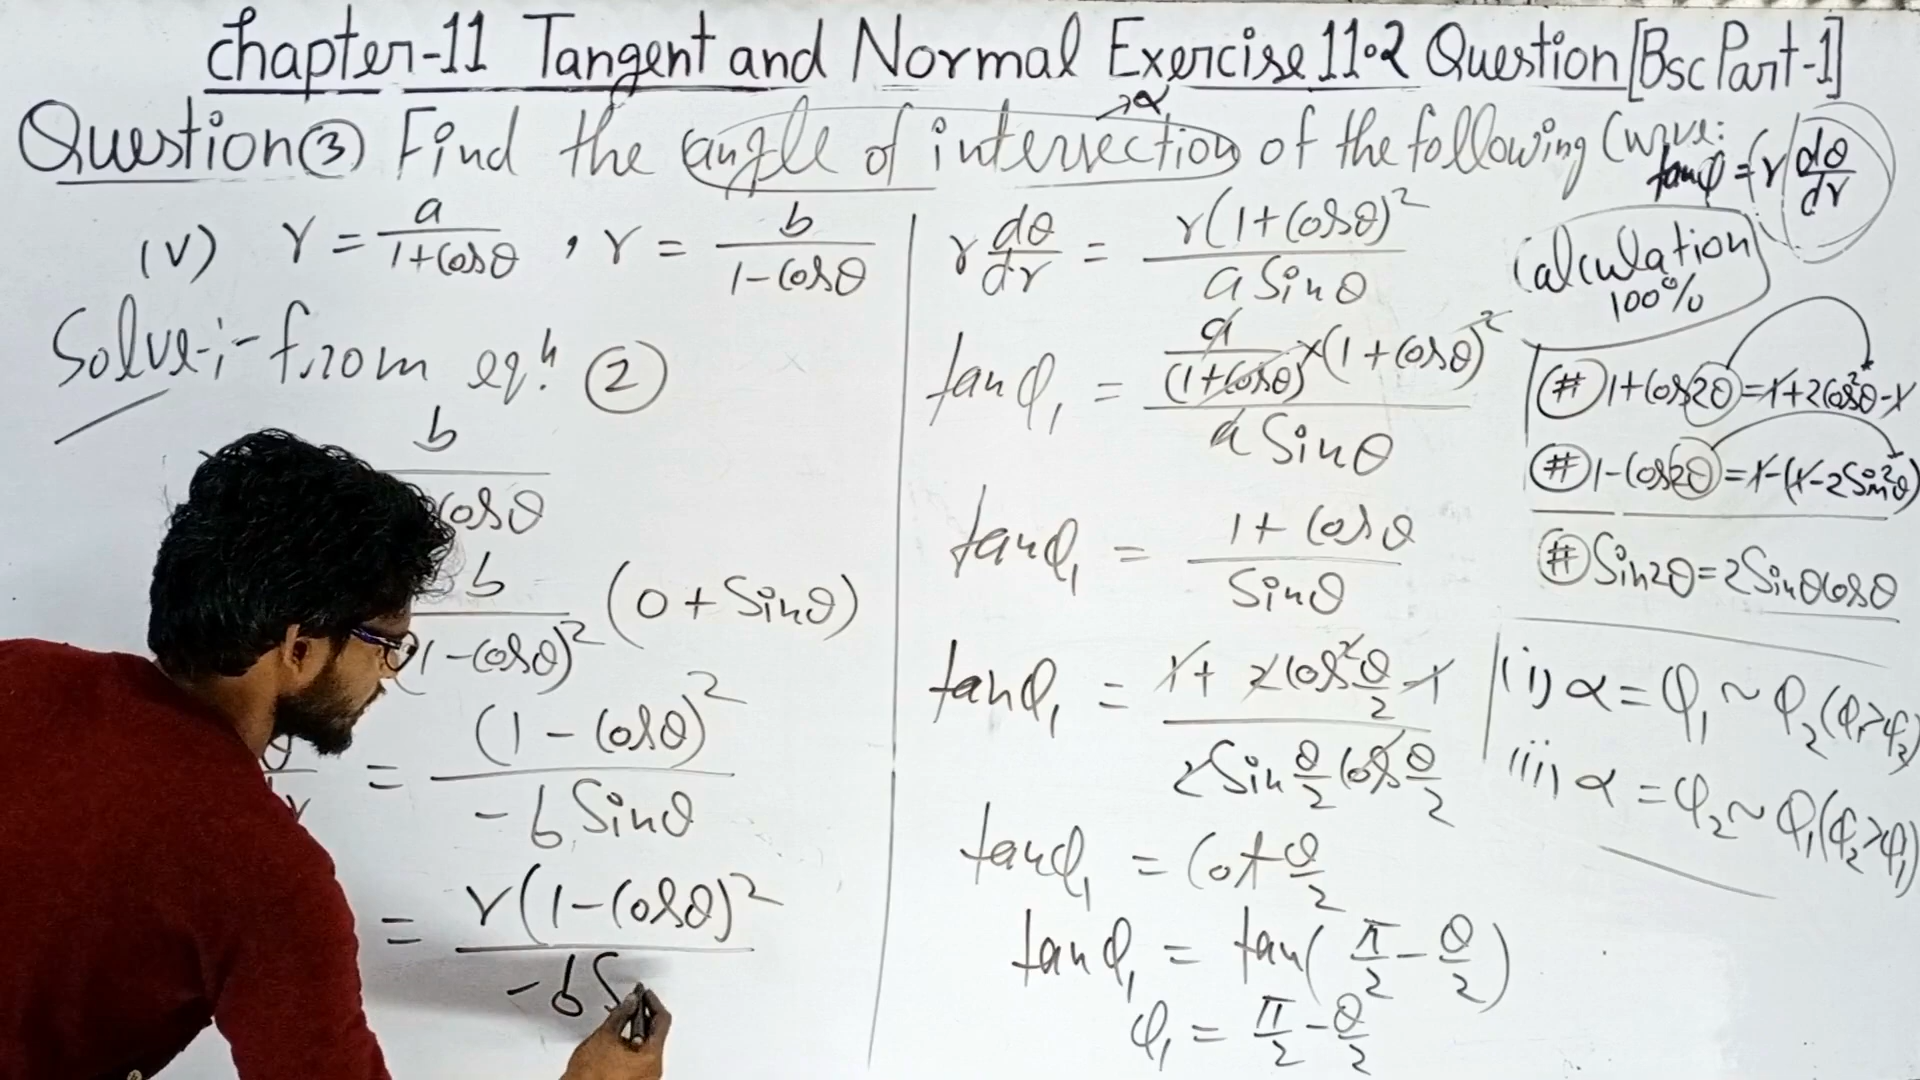 Chapter-11 Tangent and Normal Exercise 11.2 Question [Bsc Part-1]
Question ③ Find the angle of intersection of the following Curve:
→α
tanφ = r dθ/dr
(v) r = a/(1+cosθ) , r = b/(1-cosθ)
Solve:- from eqn. ②
b
cosθ
b/(1-cosθ)² (0 + Sinθ)
= (1 - cosθ)²/(-b Sinθ)
= r(1-cosθ)²/(-b S
r dθ/dr = r(1+cosθ)²/(a Sinθ)
tanφ₁ = (a/(1+cosθ) × (1+cosθ)²)/(a Sinθ)
tanφ₁ = (1+cosθ)/Sinθ
tanφ₁ = (1 + 2cos²θ/2 - 1)/(2Sin θ/2 cos θ/2)
tanφ₁ = Cot θ/2
tanφ₁ = tan(π/2 - θ/2)
φ₁ = π/2 - θ/2
Calculation
100%
(#) 1+cos2θ = 1+2cos²θ-1
(#) 1-cos2θ = 1-(1-2Sin²θ)
(#) Sin2θ = 2Sinθcosθ
(i) α = φ₁ ~ φ₂ (φ₁>φ₂)
(ii) α = φ₂ ~ φ₁ (φ₂>φ₁)